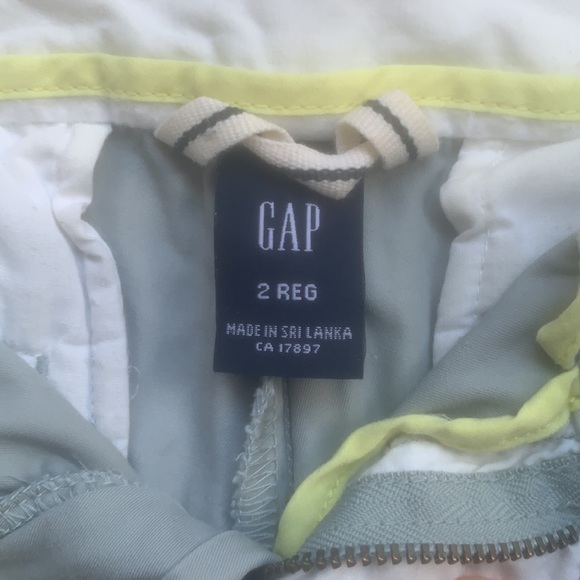 GAP
2 REG
MADE IN SRI LANKA
CA 17897